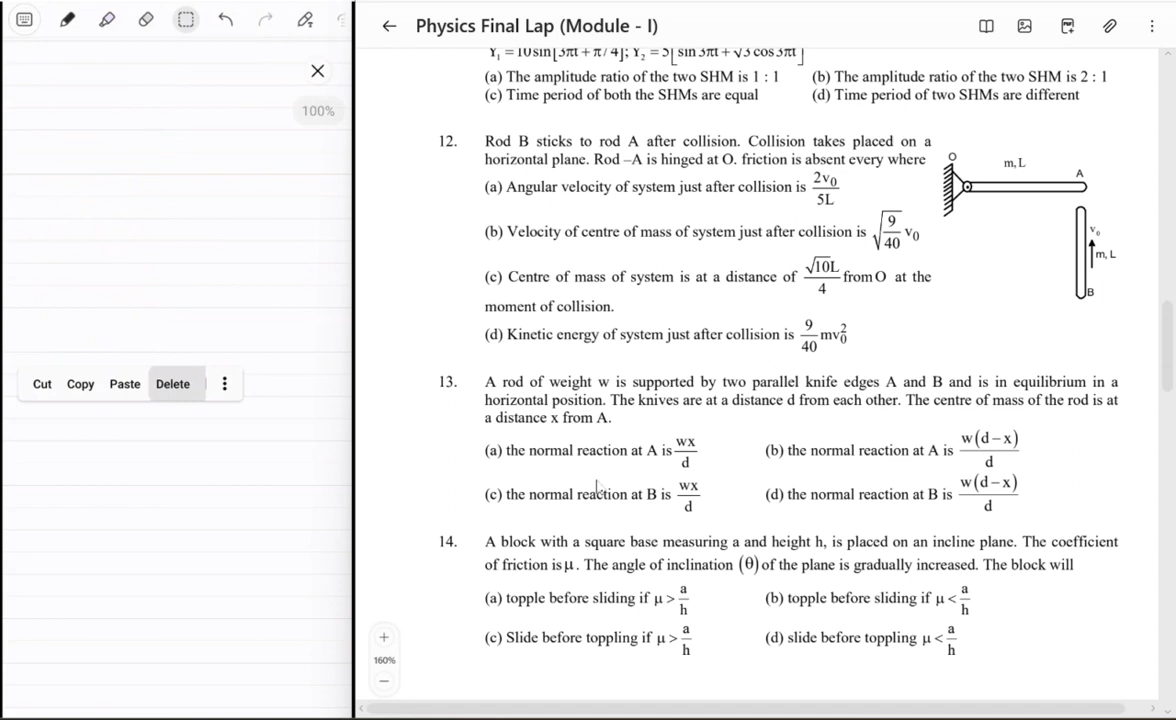 Physics Final Lap (Module - I)
100%
Y₁ = 10sin[3πt + π/4]; Y₂ = 5[sin3πt + √3 cos3πt]
(a) The amplitude ratio of the two SHM is 1 : 1
(b) The amplitude ratio of the two SHM is 2 : 1
(c) Time period of both the SHMs are equal
(d) Time period of two SHMs are different
12. Rod B sticks to rod A after collision. Collision takes placed on a
horizontal plane. Rod –A is hinged at O. friction is absent every where
(a) Angular velocity of system just after collision is 2v₀/5L
(b) Velocity of centre of mass of system just after collision is √(9/40) v₀
(c) Centre of mass of system is at a distance of √10L/4 from O at the
moment of collision.
(d) Kinetic energy of system just after collision is 9/40 mv₀²
O
m, L
A
v₀
m, L
B
Cut Copy Paste Delete
13. A rod of weight w is supported by two parallel knife edges A and B and is in equilibrium in a
horizontal position. The knives are at a distance d from each other. The centre of mass of the rod is at
a distance x from A.
(a) the normal reaction at A is wx/d
(b) the normal reaction at A is w(d−x)/d
(c) the normal reaction at B is wx/d
(d) the normal reaction at B is w(d−x)/d
14. A block with a square base measuring a and height h, is placed on an incline plane. The coefficient
of friction is μ. The angle of inclination (θ) of the plane is gradually increased. The block will
(a) topple before sliding if μ > a/h
(b) topple before sliding if μ < a/h
(c) Slide before toppling if μ > a/h
(d) slide before toppling μ < a/h
160%